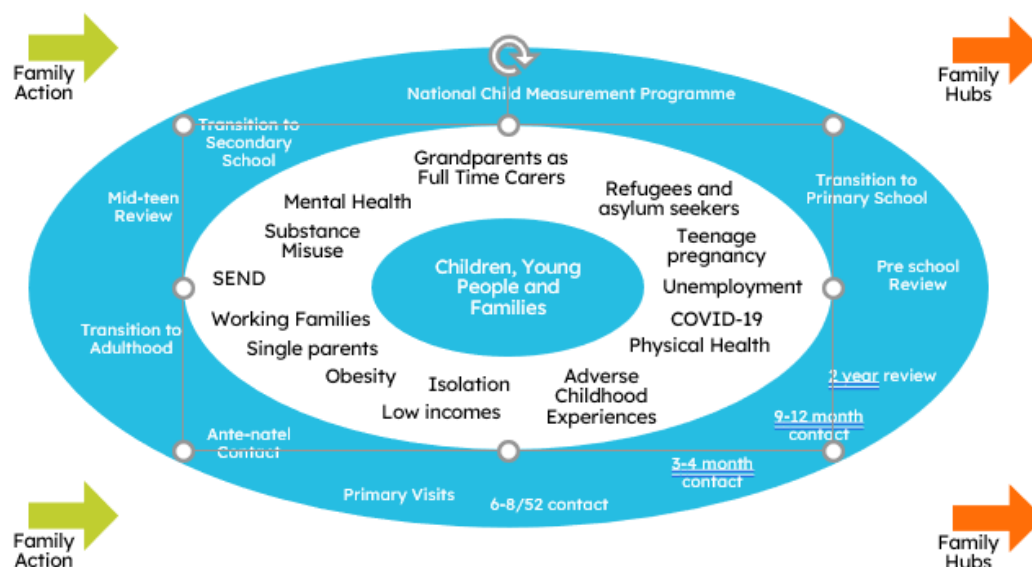 Family
Action
Family
Hubs
National Child Measurement Programme
Transition to
Secondary
School
Mid-teen
Review
Transition to
Primary School
Pre school
Review
Transition to
Adulthood
2 year review
9-12 month
contact
Ante-natel
Contact
3-4 month
contact
Primary Visits
6-8/52 contact
Grandparents as
Full Time Carers
Mental Health
Refugees and
asylum seekers
Substance
Misuse
Teenage
pregnancy
SEND
Unemployment
Working Families
COVID-19
Single parents
Physical Health
Obesity
Isolation
Low incomes
Adverse
Childhood
Experiences
Children, Young
People and
Families
Family
Action
Family
Hubs